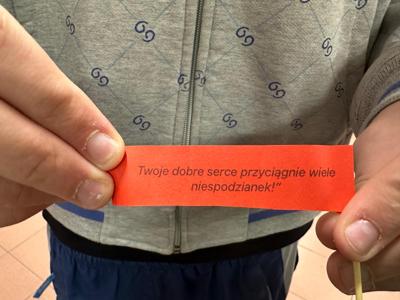 Twoje dobre serce przyciągnie wiele
niespodzianek!"